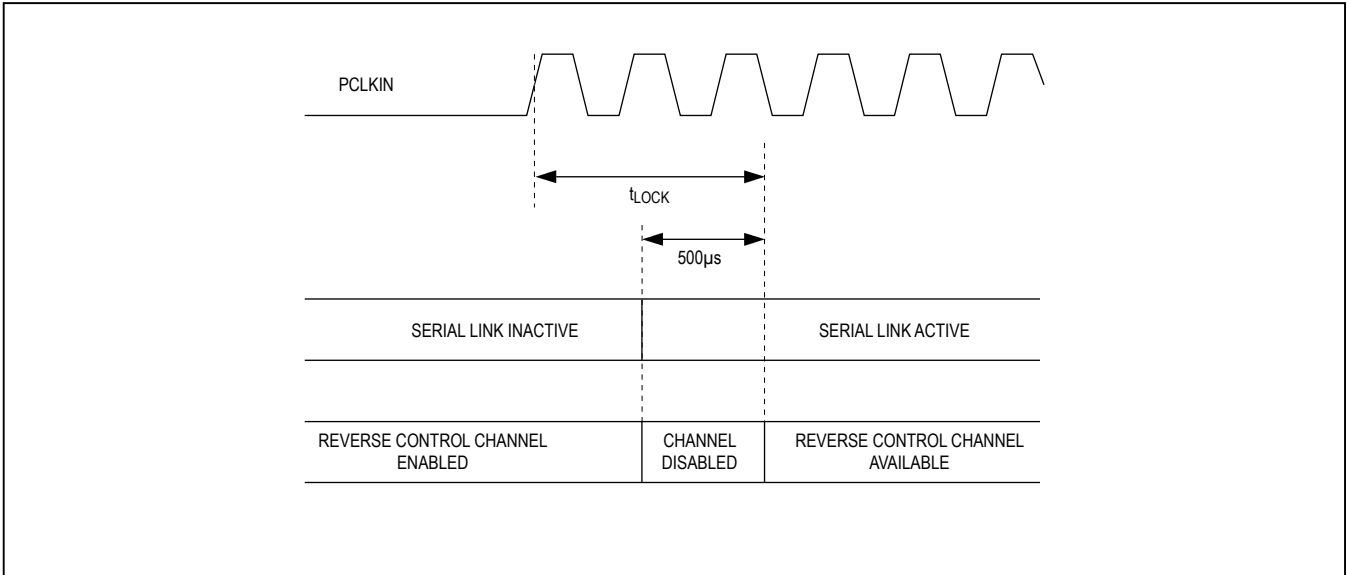 PCLKIN
tLOCK
500µs
SERIAL LINK INACTIVE
SERIAL LINK ACTIVE
REVERSE CONTROL CHANNEL
ENABLED
CHANNEL
DISABLED
REVERSE CONTROL CHANNEL
AVAILABLE